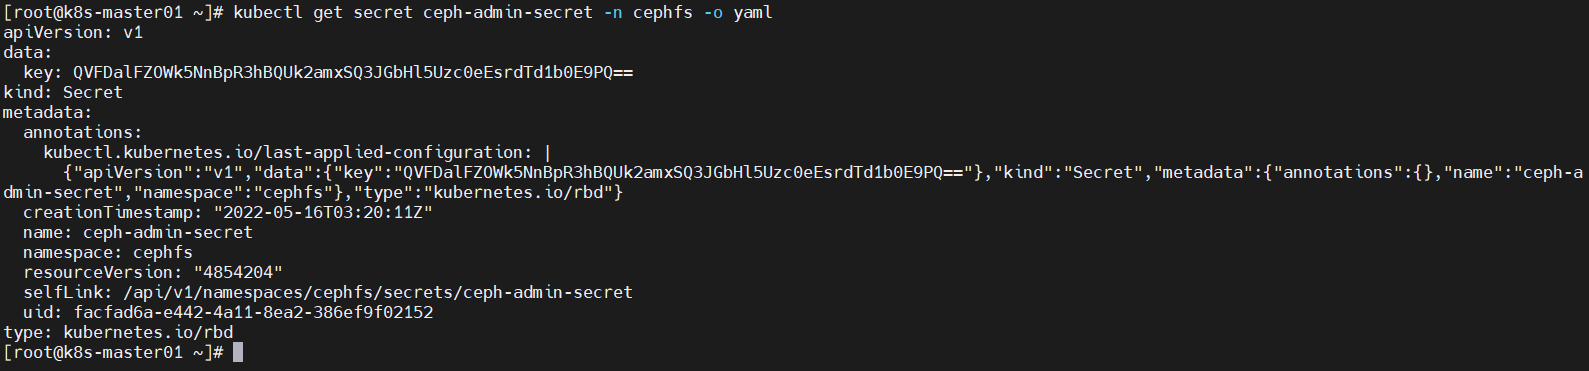 [root@k8s-master01 ~]# kubectl get secret ceph-admin-secret -n cephfs -o yaml
apiVersion: v1
data:
  key: QVFDalFZOWk5NnBpR3hBQUk2amxSQ3JGbHl5Uzc0eEsrdTd1b0E9PQ==
kind: Secret
metadata:
  annotations:
    kubectl.kubernetes.io/last-applied-configuration: |
      {"apiVersion":"v1","data":{"key":"QVFDalFZOWk5NnBpR3hBQUk2amxSQ3JGbHl5Uzc0eEsrdTd1b0E9PQ=="},"kind":"Secret","metadata":{"annotations":{},"name":"ceph-a
dmin-secret","namespace":"cephfs"},"type":"kubernetes.io/rbd"}
  creationTimestamp: "2022-05-16T03:20:11Z"
  name: ceph-admin-secret
  namespace: cephfs
  resourceVersion: "4854204"
  selfLink: /api/v1/namespaces/cephfs/secrets/ceph-admin-secret
  uid: facfad6a-e442-4a11-8ea2-386ef9f02152
type: kubernetes.io/rbd
[root@k8s-master01 ~]#